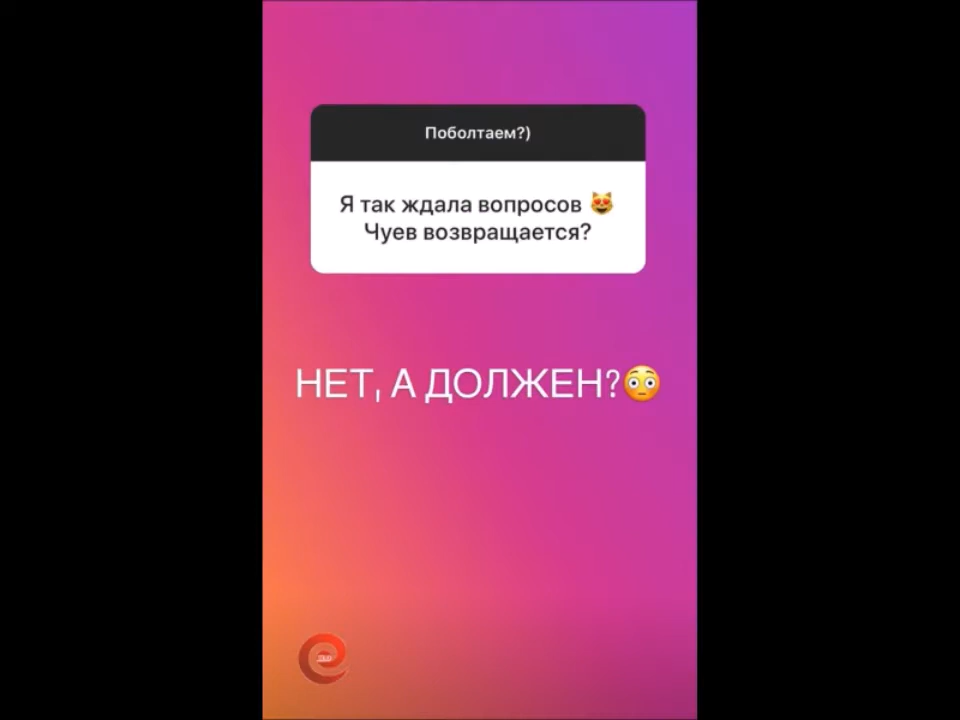 Поболтаем?)
Я так ждала вопросов 😻
Чуев возвращается?
НЕТ, А ДОЛЖЕН?😳